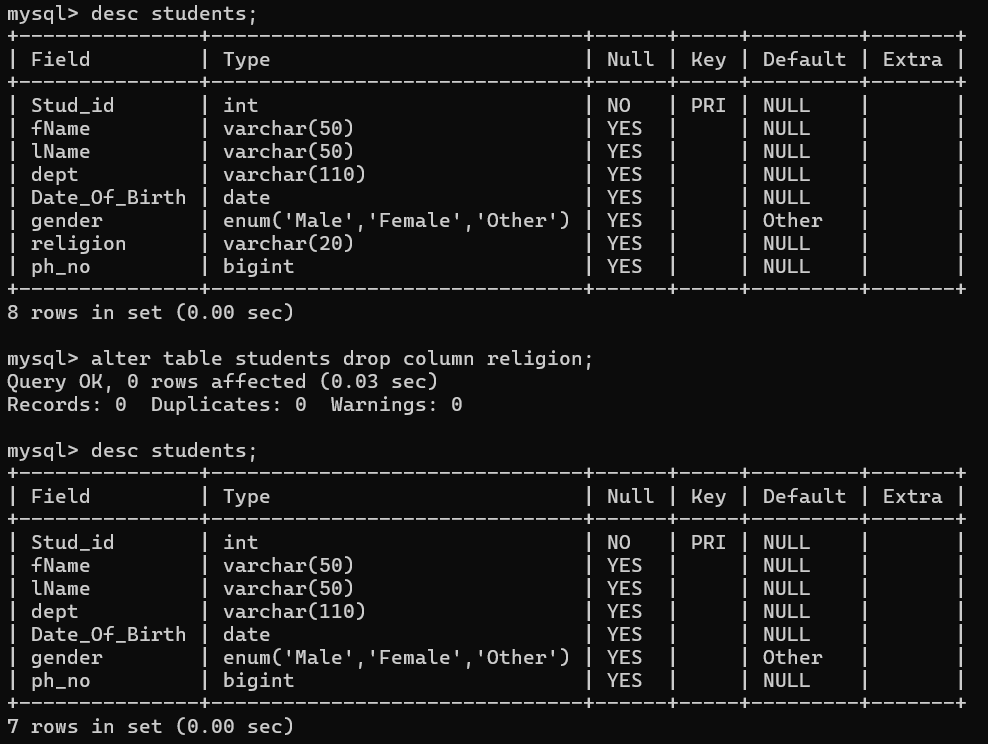 mysql> desc students;
+---------------+-------------------------------+------+-----+---------+-------+
| Field         | Type                          | Null | Key | Default | Extra |
+---------------+-------------------------------+------+-----+---------+-------+
| Stud_id       | int                           | NO   | PRI | NULL    |       |
| fName         | varchar(50)                   | YES  |     | NULL    |       |
| lName         | varchar(50)                   | YES  |     | NULL    |       |
| dept          | varchar(110)                  | YES  |     | NULL    |       |
| Date_Of_Birth | date                          | YES  |     | NULL    |       |
| gender        | enum('Male','Female','Other') | YES  |     | Other   |       |
| religion      | varchar(20)                   | YES  |     | NULL    |       |
| ph_no         | bigint                        | YES  |     | NULL    |       |
+---------------+-------------------------------+------+-----+---------+-------+
8 rows in set (0.00 sec)

mysql> alter table students drop column religion;
Query OK, 0 rows affected (0.03 sec)
Records: 0  Duplicates: 0  Warnings: 0

mysql> desc students;
+---------------+-------------------------------+------+-----+---------+-------+
| Field         | Type                          | Null | Key | Default | Extra |
+---------------+-------------------------------+------+-----+---------+-------+
| Stud_id       | int                           | NO   | PRI | NULL    |       |
| fName         | varchar(50)                   | YES  |     | NULL    |       |
| lName         | varchar(50)                   | YES  |     | NULL    |       |
| dept          | varchar(110)                  | YES  |     | NULL    |       |
| Date_Of_Birth | date                          | YES  |     | NULL    |       |
| gender        | enum('Male','Female','Other') | YES  |     | Other   |       |
| ph_no         | bigint                        | YES  |     | NULL    |       |
+---------------+-------------------------------+------+-----+---------+-------+
7 rows in set (0.00 sec)